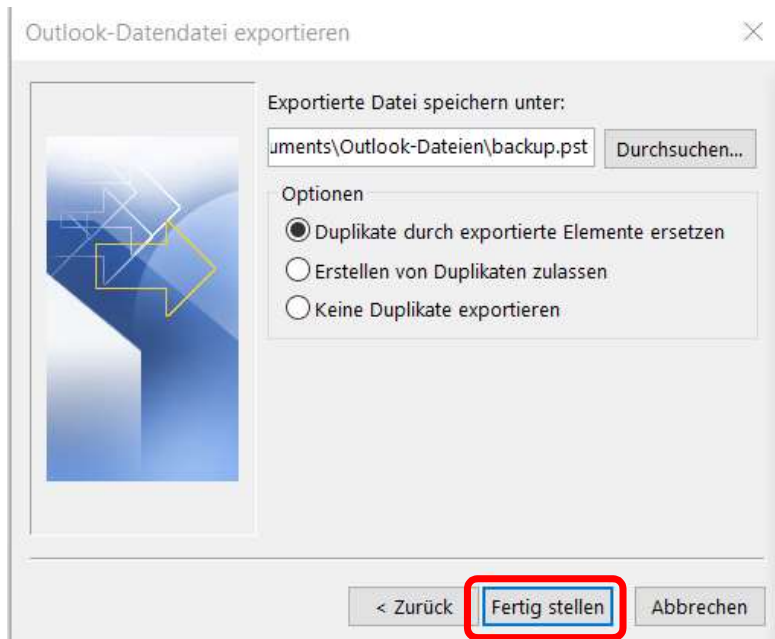 Outlook-Datendatei exportieren
Exportierte Datei speichern unter:
uments\Outlook-Dateien\backup.pst
Durchsuchen...
Optionen
Duplikate durch exportierte Elemente ersetzen
Erstellen von Duplikaten zulassen
Keine Duplikate exportieren
< Zurück
Fertig stellen
Abbrechen